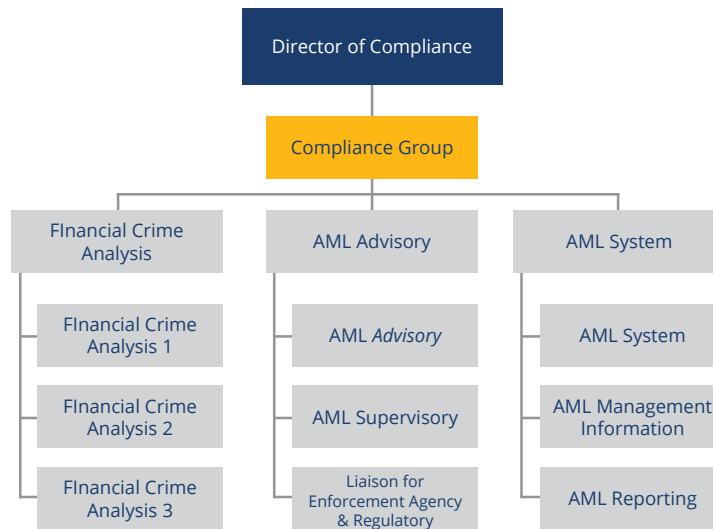 Director of Compliance
Compliance Group
FInancial Crime
Analysis
AML Advisory
AML System
FInancial Crime
Analysis 1
AML Advisory
AML System
FInancial Crime
Analysis 2
AML Supervisory
AML Management
Information
FInancial Crime
Analysis 3
Liaison for
Enforcement Agency
& Regulatory
AML Reporting